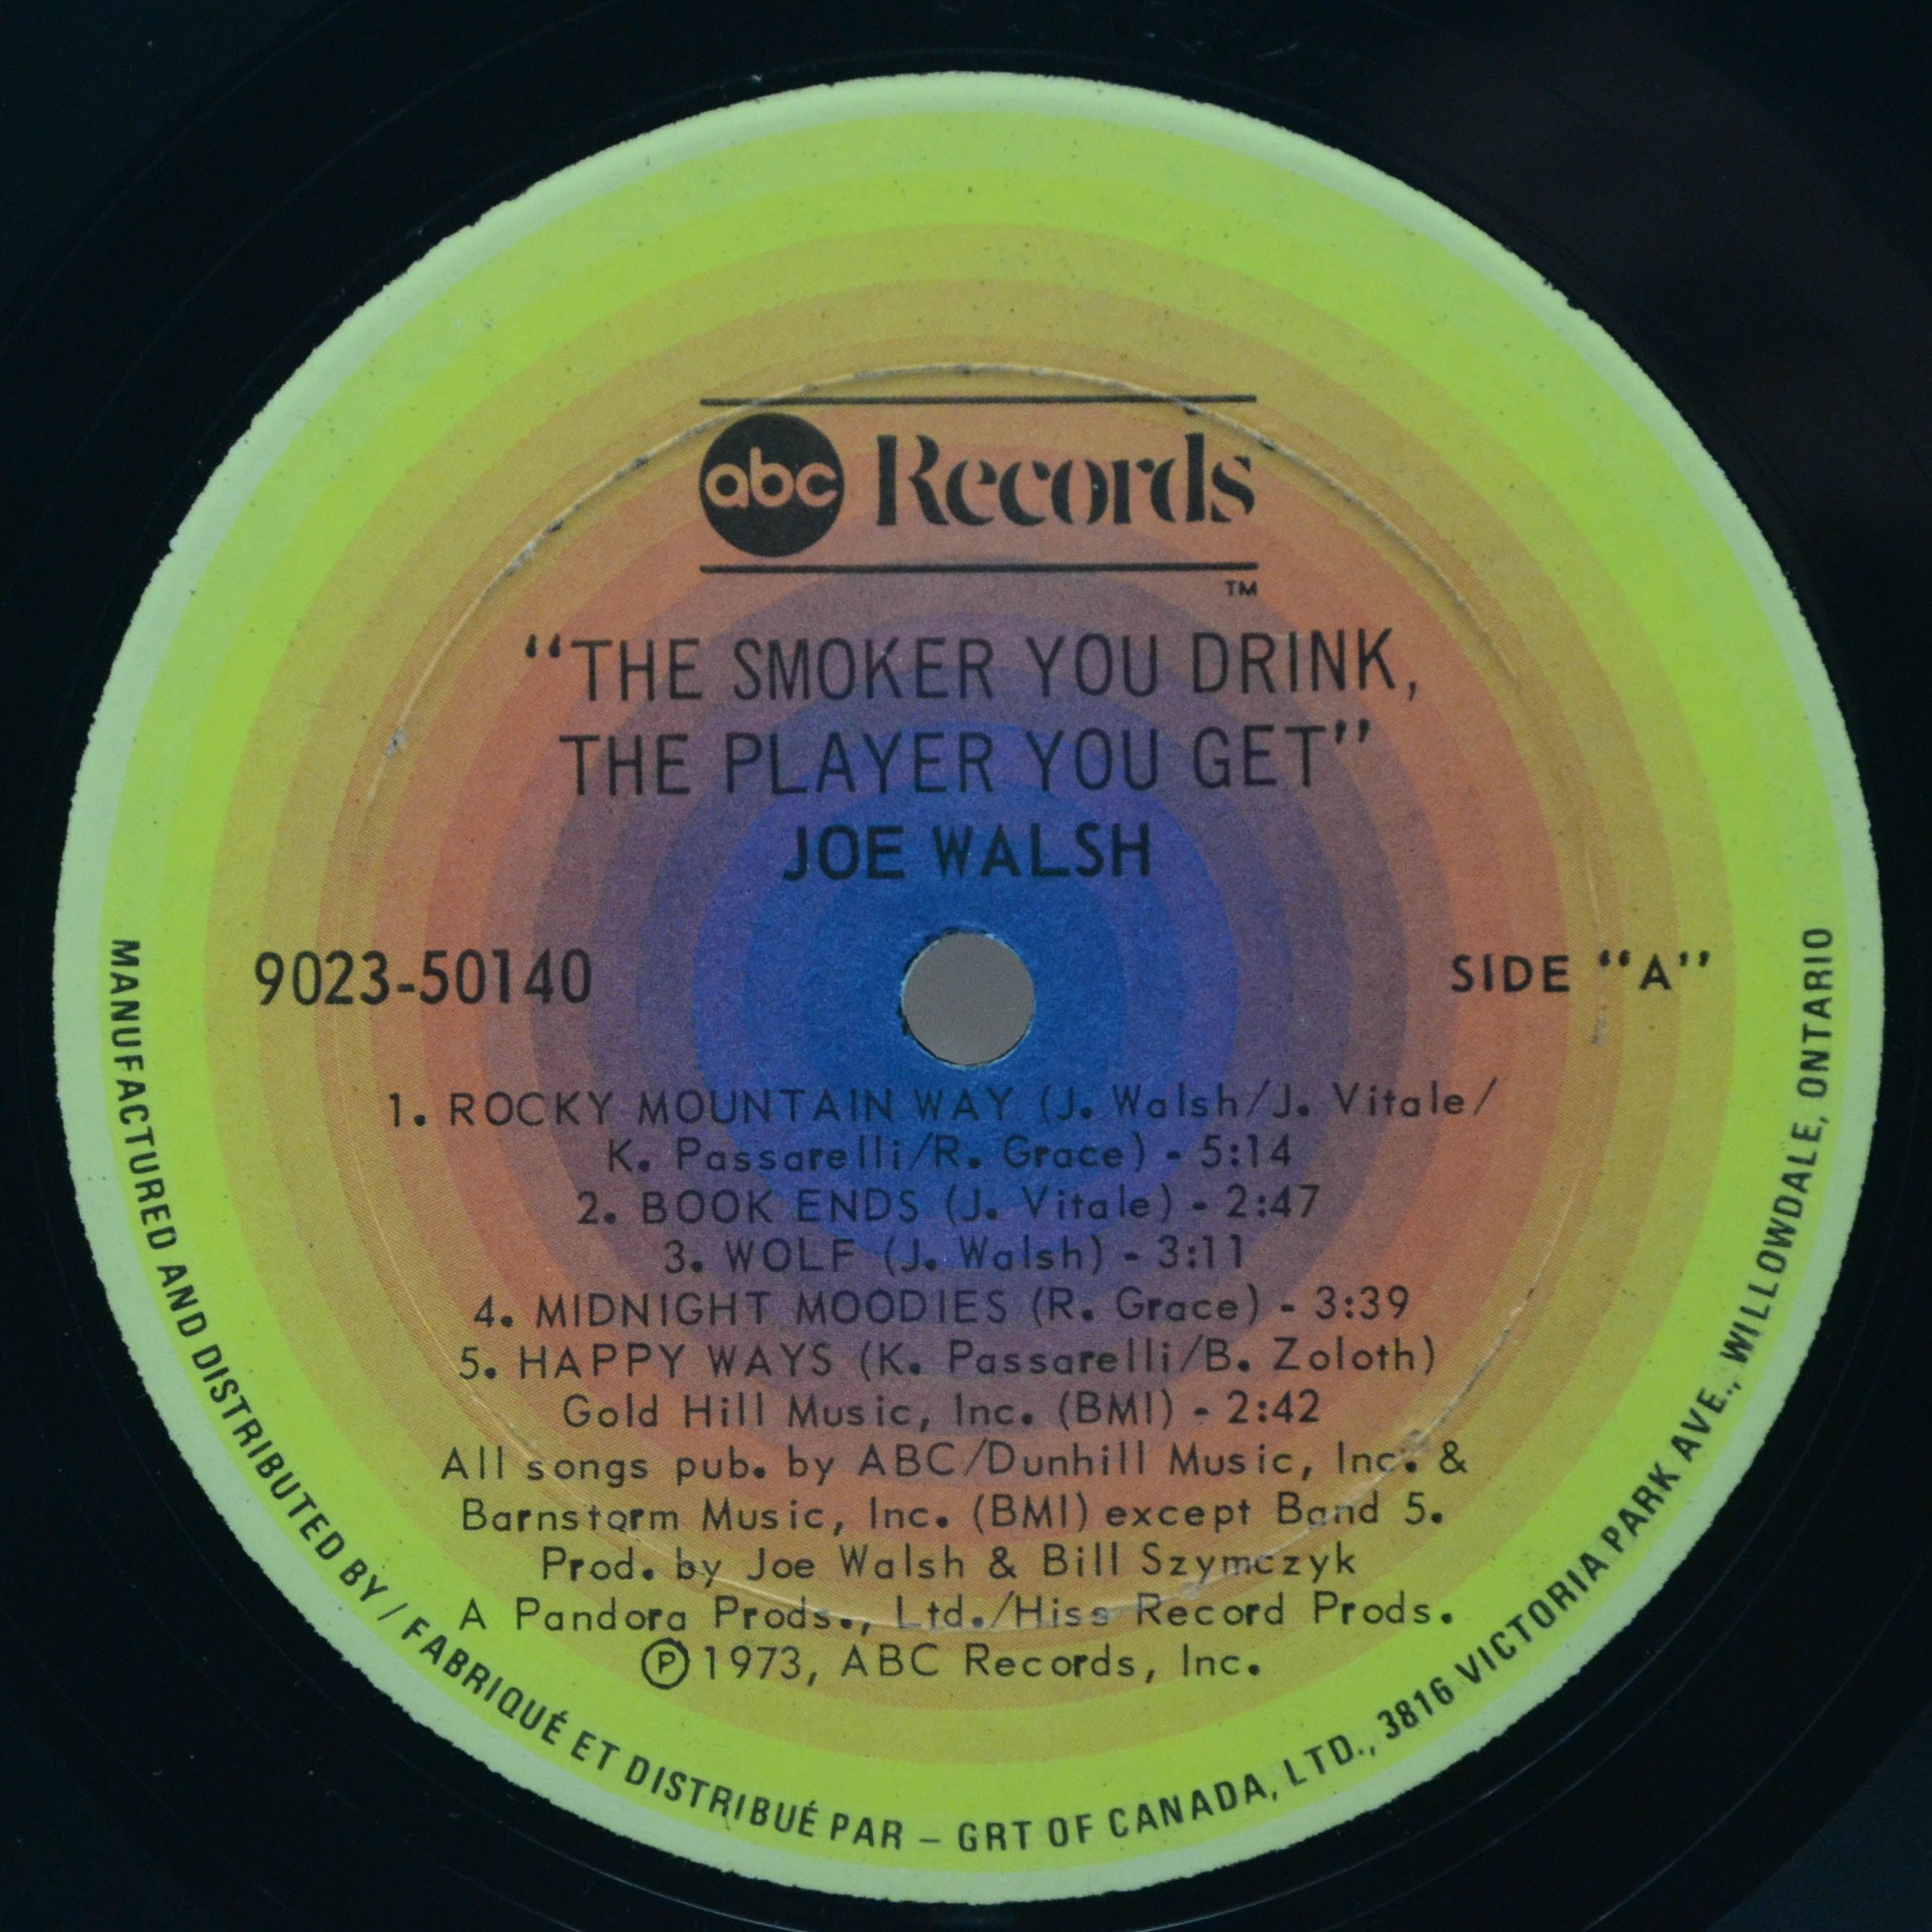 abc Records
TM
“THE SMOKER YOU DRINK,
THE PLAYER YOU GET”
JOE WALSH
9023-50140
SIDE “A”
1. ROCKY MOUNTAIN WAY (J. Walsh/J. Vitale/
K. Passarelli/R. Grace) - 5:14
2. BOOK ENDS (J. Vitale) - 2:47
3. WOLF (J. Walsh) - 3:11
4. MIDNIGHT MOODIES (R. Grace) - 3:39
5. HAPPY WAYS (K. Passarelli/B. Zoloth)
Gold Hill Music, Inc. (BMI) - 2:42
All songs pub. by ABC/Dunhill Music, Inc. &
Barnstorm Music, Inc. (BMI) except Band 5.
Prod. by Joe Walsh & Bill Szymczyk
A Pandora Prods., Ltd./Hiss Record Prods.
Ⓟ1973, ABC Records, Inc.
MANUFACTURED AND DISTRIBUTED BY / FABRIQUÉ ET DISTRIBUÉ PAR – GRT OF CANADA, LTD., 3816 VICTORIA PARK AVE., WILLOWDALE, ONTARIO